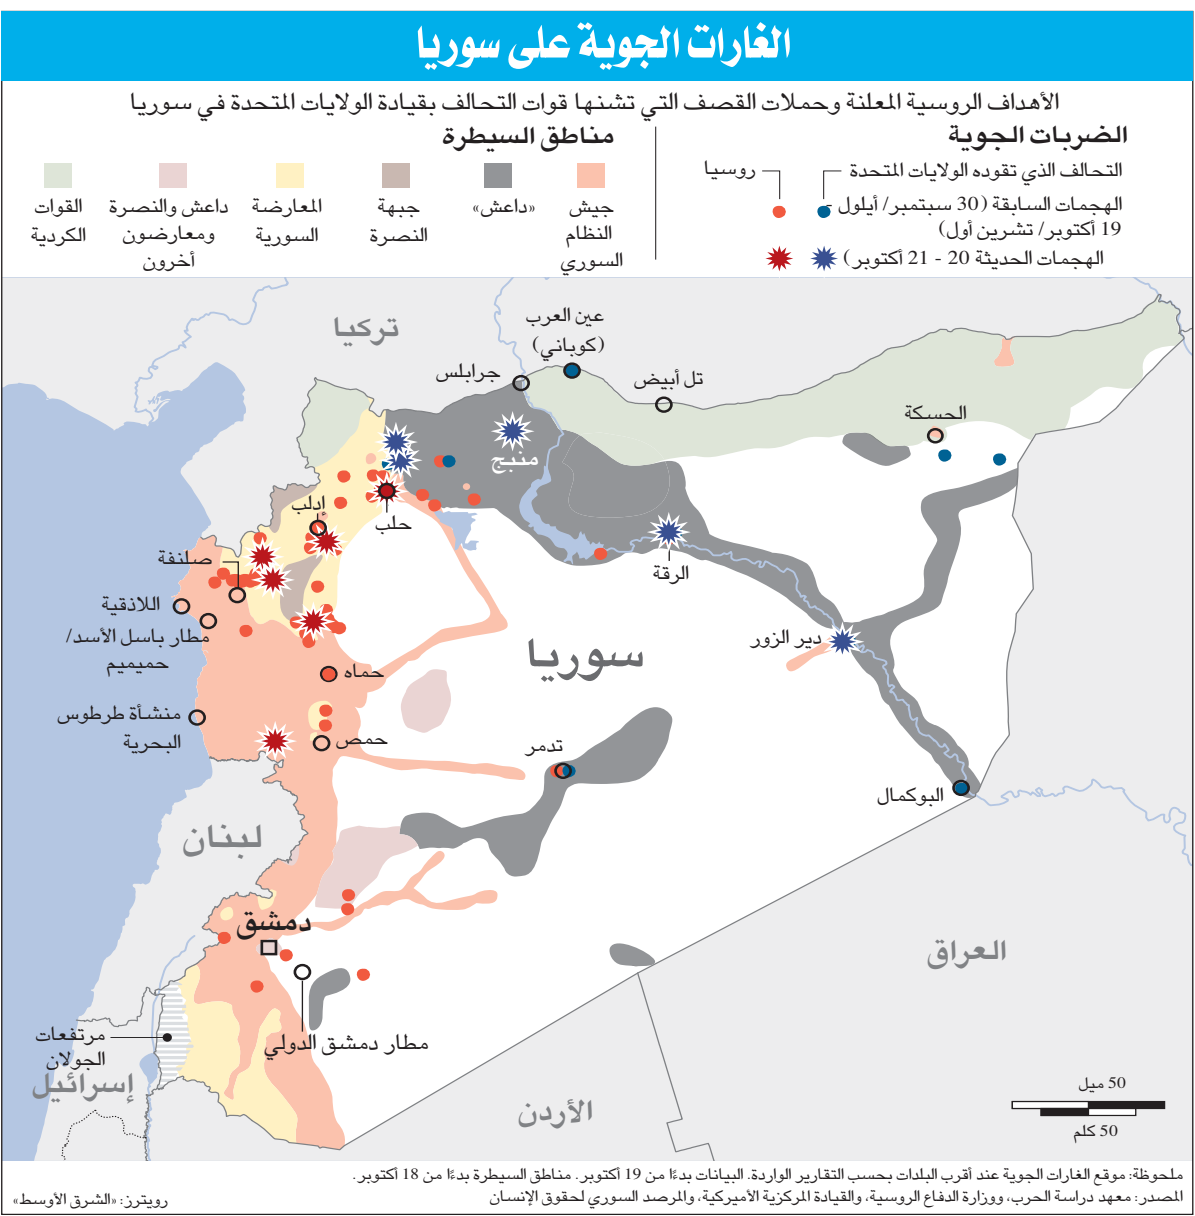 الغارات الجوية على سوريا
الأهداف الروسية المعلنة وحملات القصف التي تشنها قوات التحالف بقيادة الولايات المتحدة في سوريا
الضربات الجوية
التحالف الذي تقوده الولايات المتحدة
روسيا
الهجمات السابقة (30 سبتمبر/ أيلول -
19 أكتوبر/ تشرين أول)
الهجمات الحديثة 20 - 21 أكتوبر)
مناطق السيطرة
جيش
النظام
السوري
«داعش»
جبهة
النصرة
المعارضة
السورية
داعش والنصرة
ومعارضون
أخرون
القوات
الكردية
تركيا
عين العرب
(كوباني)
جرابلس
تل أبيض
الحسكة
منبج
حلب
إدلب
صلنفة
الرقة
اللاذقية
مطار باسل الأسد/
حميميم
دير الزور
سوريا
حماه
منشأة طرطوس
البحرية
حمص
تدمر
البوكمال
لبنان
دمشق
العراق
مطار دمشق الدولي
مرتفعات
الجولان
إسرائيل
الأردن
50 ميل
50 كلم
ملحوظة: موقع الغارات الجوية عند أقرب البلدات بحسب التقارير الواردة. البيانات بدءًا من 19 أكتوبر. مناطق السيطرة بدءًا من 18 أكتوبر.
المصدر: معهد دراسة الحرب، ووزارة الدفاع الروسية، والقيادة المركزية الأميركية، والمرصد السوري لحقوق الإنسان
رويترز: «الشرق الأوسط»